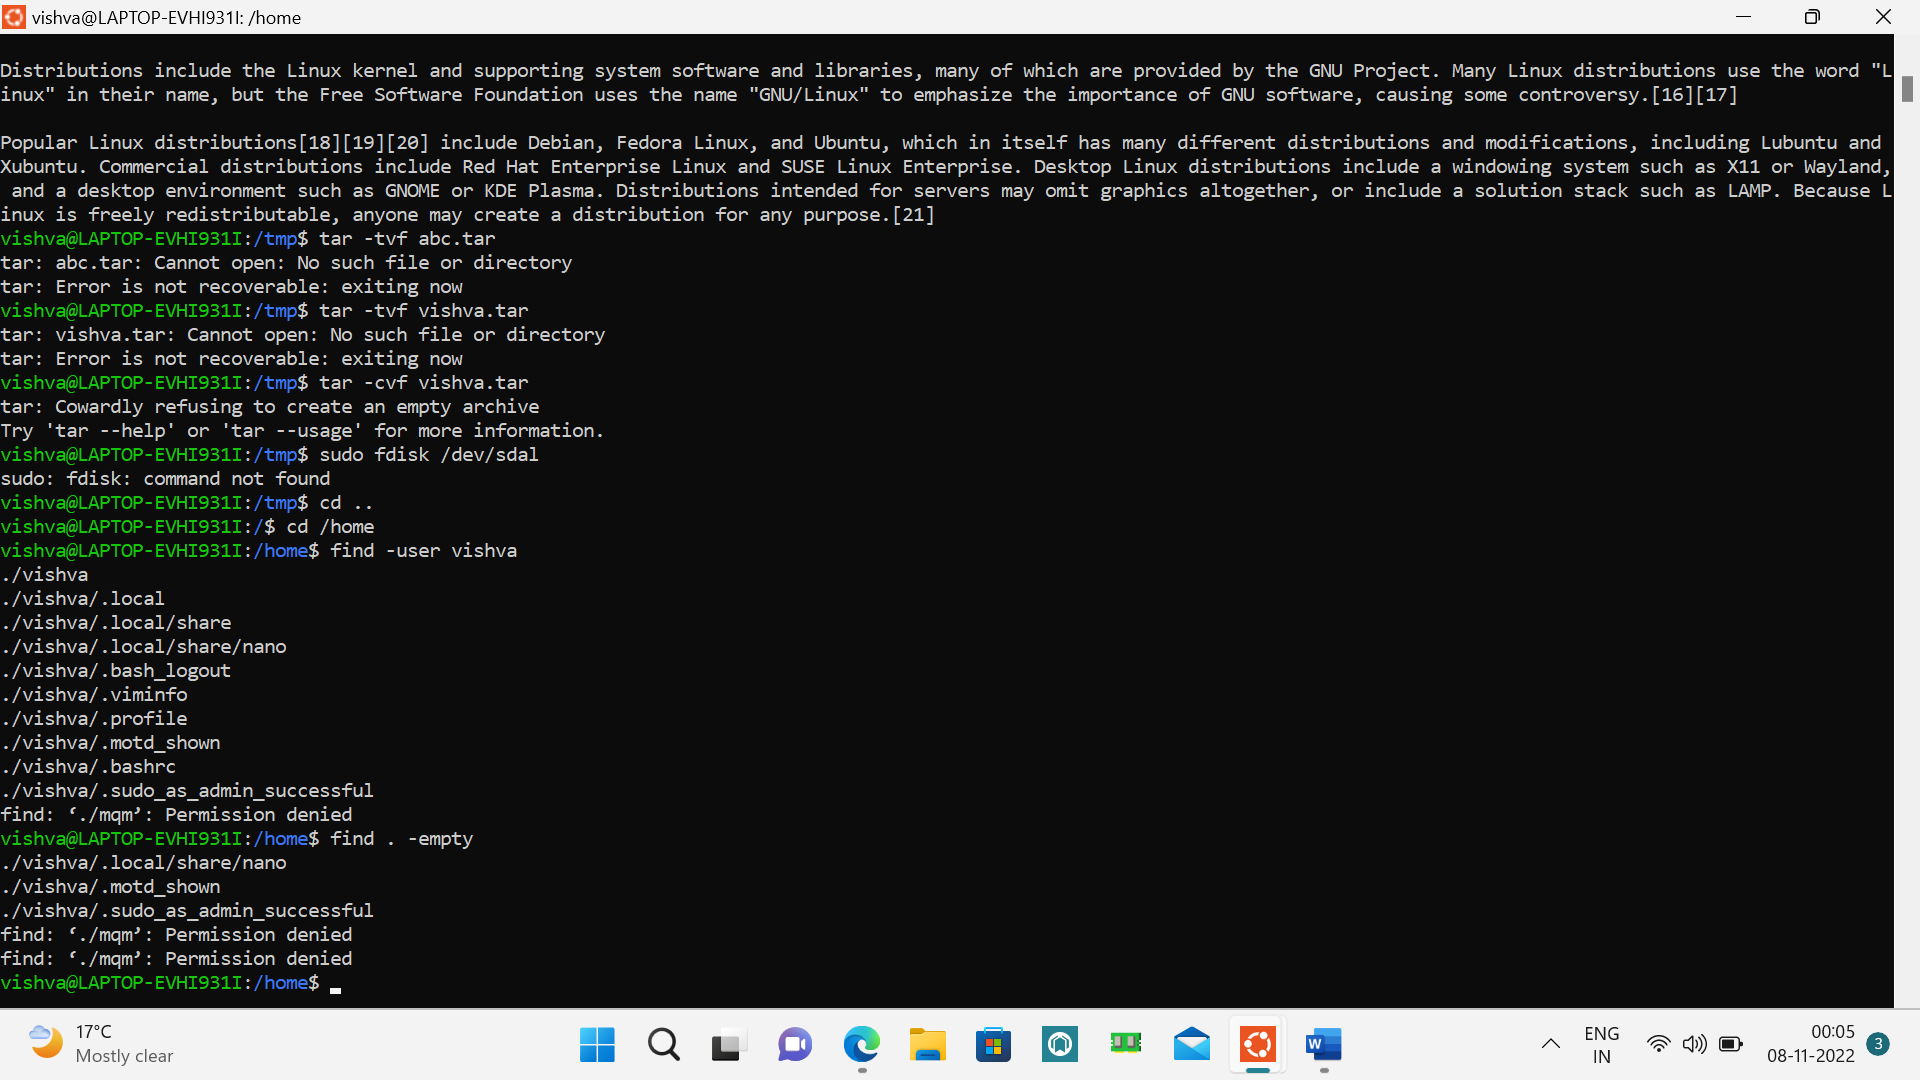 vishva@LAPTOP-EVHI931I: /home
Distributions include the Linux kernel and supporting system software and libraries, many of which are provided by the GNU Project. Many Linux distributions use the word "L
inux" in their name, but the Free Software Foundation uses the name "GNU/Linux" to emphasize the importance of GNU software, causing some controversy.[16][17]
Popular Linux distributions[18][19][20] include Debian, Fedora Linux, and Ubuntu, which in itself has many different distributions and modifications, including Lubuntu and
Xubuntu. Commercial distributions include Red Hat Enterprise Linux and SUSE Linux Enterprise. Desktop Linux distributions include a windowing system such as X11 or Wayland,
 and a desktop environment such as GNOME or KDE Plasma. Distributions intended for servers may omit graphics altogether, or include a solution stack such as LAMP. Because L
inux is freely redistributable, anyone may create a distribution for any purpose.[21]
vishva@LAPTOP-EVHI931I:/tmp$ tar -tvf abc.tar
tar: abc.tar: Cannot open: No such file or directory
tar: Error is not recoverable: exiting now
vishva@LAPTOP-EVHI931I:/tmp$ tar -tvf vishva.tar
tar: vishva.tar: Cannot open: No such file or directory
tar: Error is not recoverable: exiting now
vishva@LAPTOP-EVHI931I:/tmp$ tar -cvf vishva.tar
tar: Cowardly refusing to create an empty archive
Try 'tar --help' or 'tar --usage' for more information.
vishva@LAPTOP-EVHI931I:/tmp$ sudo fdisk /dev/sdal
sudo: fdisk: command not found
vishva@LAPTOP-EVHI931I:/tmp$ cd ..
vishva@LAPTOP-EVHI931I:/$ cd /home
vishva@LAPTOP-EVHI931I:/home$ find -user vishva
./vishva
./vishva/.local
./vishva/.local/share
./vishva/.local/share/nano
./vishva/.bash_logout
./vishva/.viminfo
./vishva/.profile
./vishva/.motd_shown
./vishva/.bashrc
./vishva/.sudo_as_admin_successful
find: ‘./mqm’: Permission denied
vishva@LAPTOP-EVHI931I:/home$ find . -empty
./vishva/.local/share/nano
./vishva/.motd_shown
./vishva/.sudo_as_admin_successful
find: ‘./mqm’: Permission denied
find: ‘./mqm’: Permission denied
vishva@LAPTOP-EVHI931I:/home$
17°C
Mostly clear
W
ENG
IN
00:05
08-11-2022
3